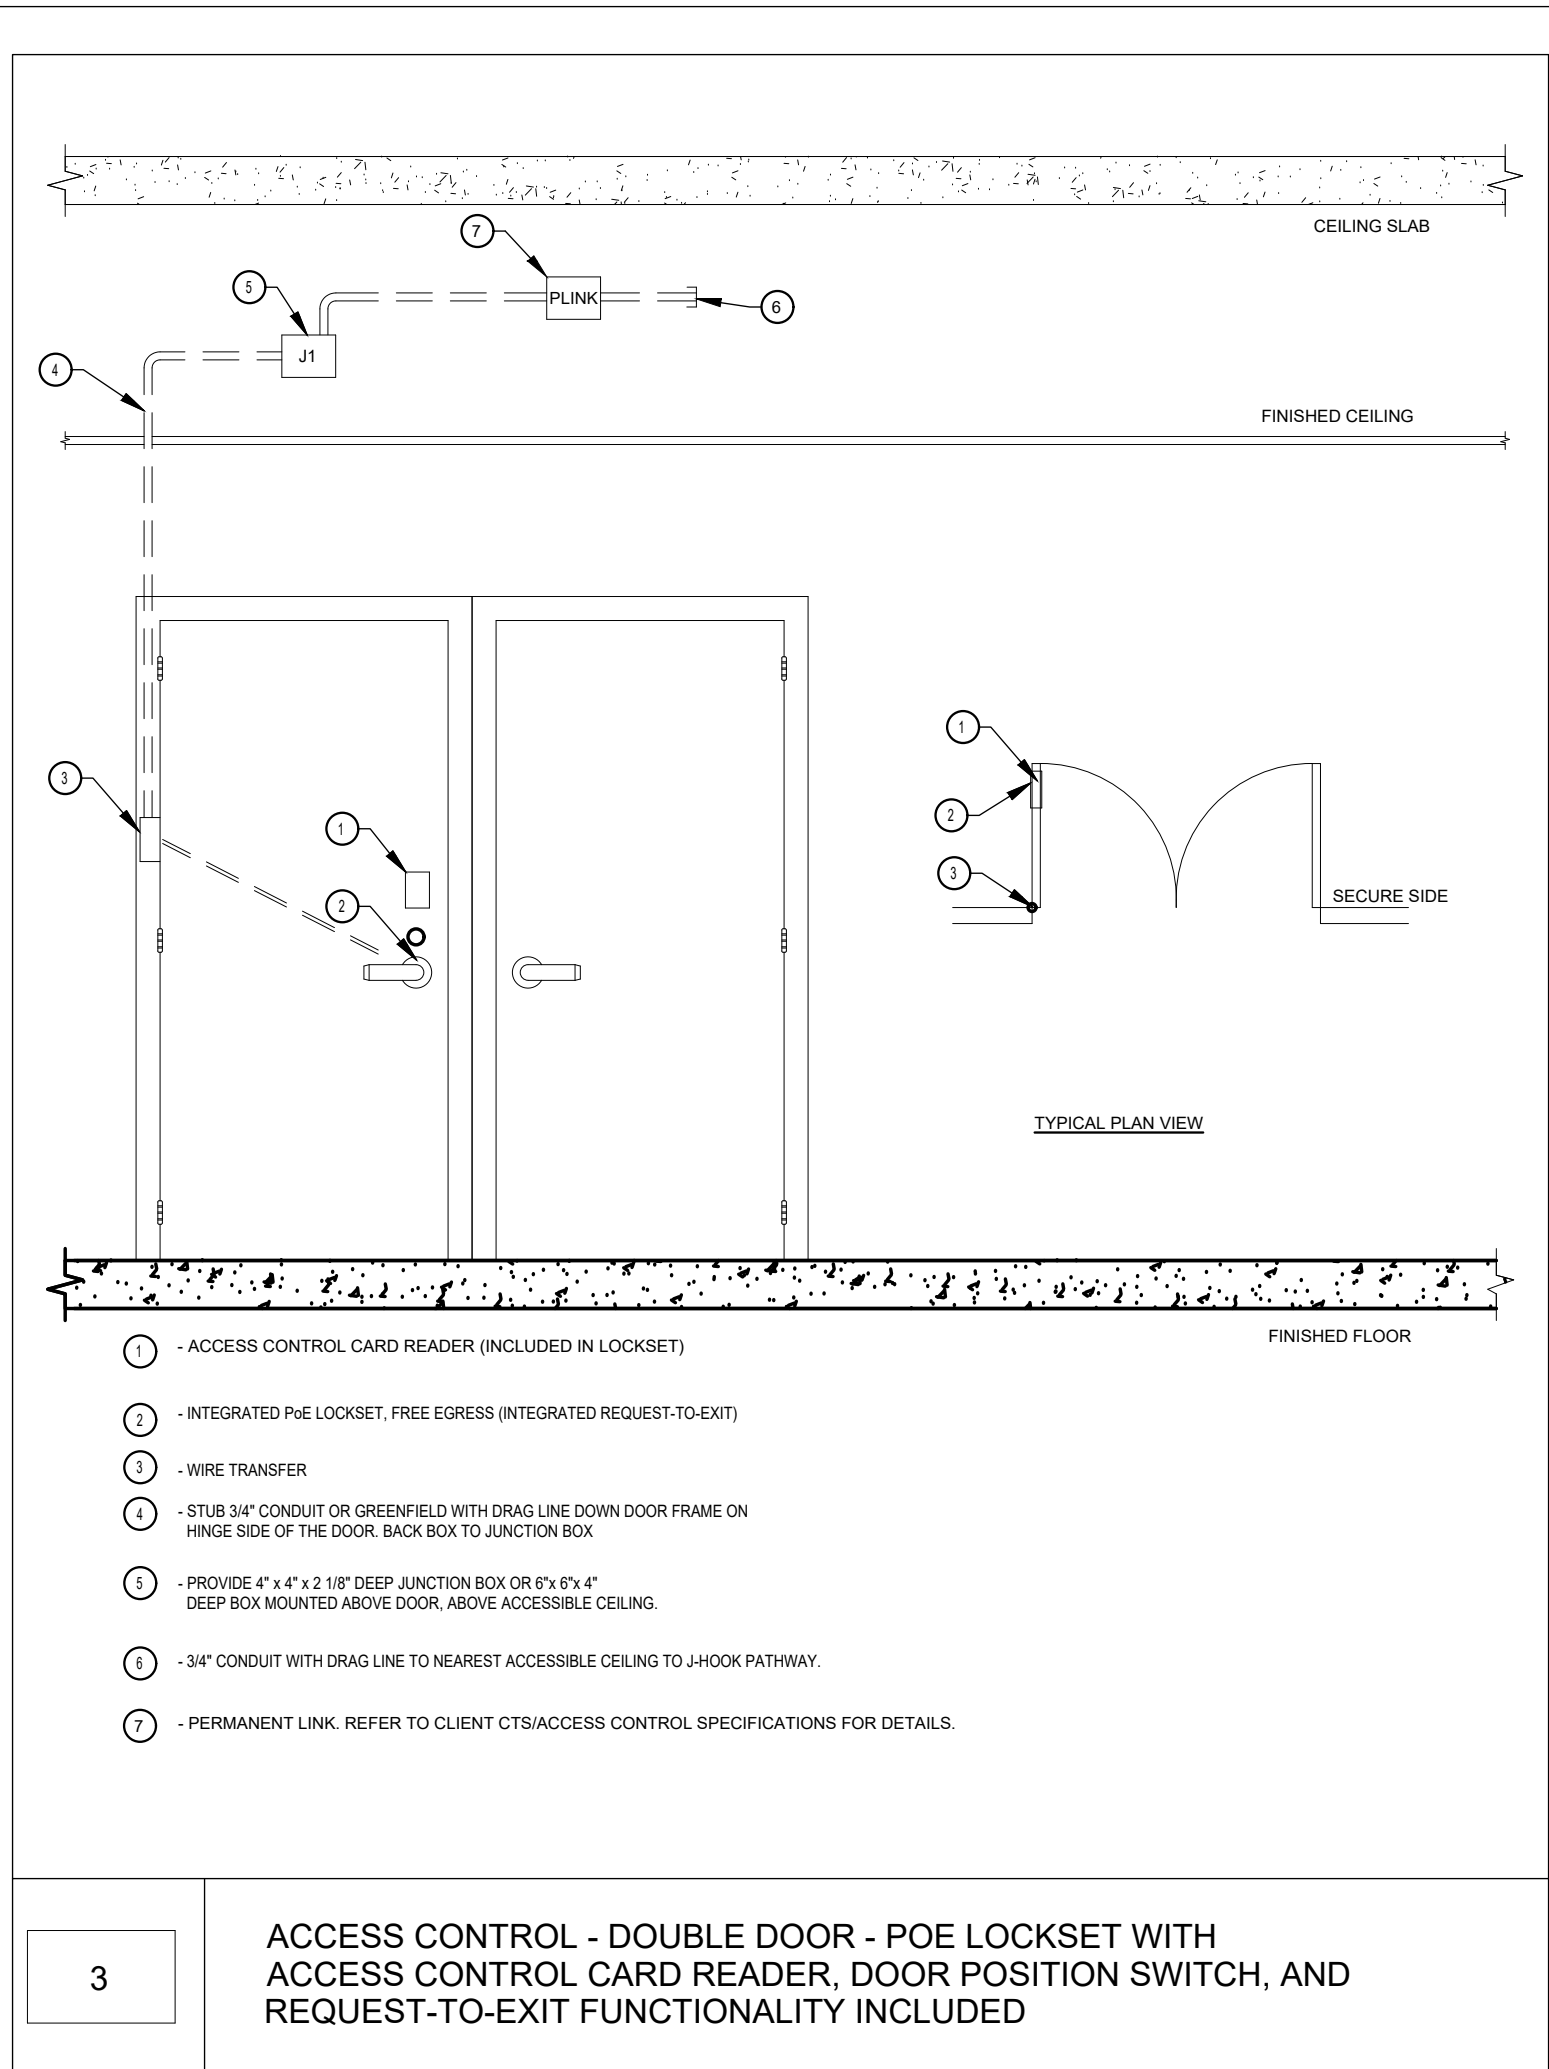 CEILING SLAB
7
5
PLINK
6
J1
4
FINISHED CEILING
3
1
2
1
2
3
SECURE SIDE
TYPICAL PLAN VIEW
FINISHED FLOOR
1 - ACCESS CONTROL CARD READER (INCLUDED IN LOCKSET)
2 - INTEGRATED PoE LOCKSET, FREE EGRESS (INTEGRATED REQUEST-TO-EXIT)
3 - WIRE TRANSFER
4 - STUB 3/4" CONDUIT OR GREENFIELD WITH DRAG LINE DOWN DOOR FRAME ON
HINGE SIDE OF THE DOOR. BACK BOX TO JUNCTION BOX
5 - PROVIDE 4" x 4" x 2 1/8" DEEP JUNCTION BOX OR 6"x 6"x 4"
DEEP BOX MOUNTED ABOVE DOOR, ABOVE ACCESSIBLE CEILING.
6 - 3/4" CONDUIT WITH DRAG LINE TO NEAREST ACCESSIBLE CEILING TO J-HOOK PATHWAY.
7 - PERMANENT LINK. REFER TO CLIENT CTS/ACCESS CONTROL SPECIFICATIONS FOR DETAILS.
3
ACCESS CONTROL - DOUBLE DOOR - POE LOCKSET WITH
ACCESS CONTROL CARD READER, DOOR POSITION SWITCH, AND
REQUEST-TO-EXIT FUNCTIONALITY INCLUDED